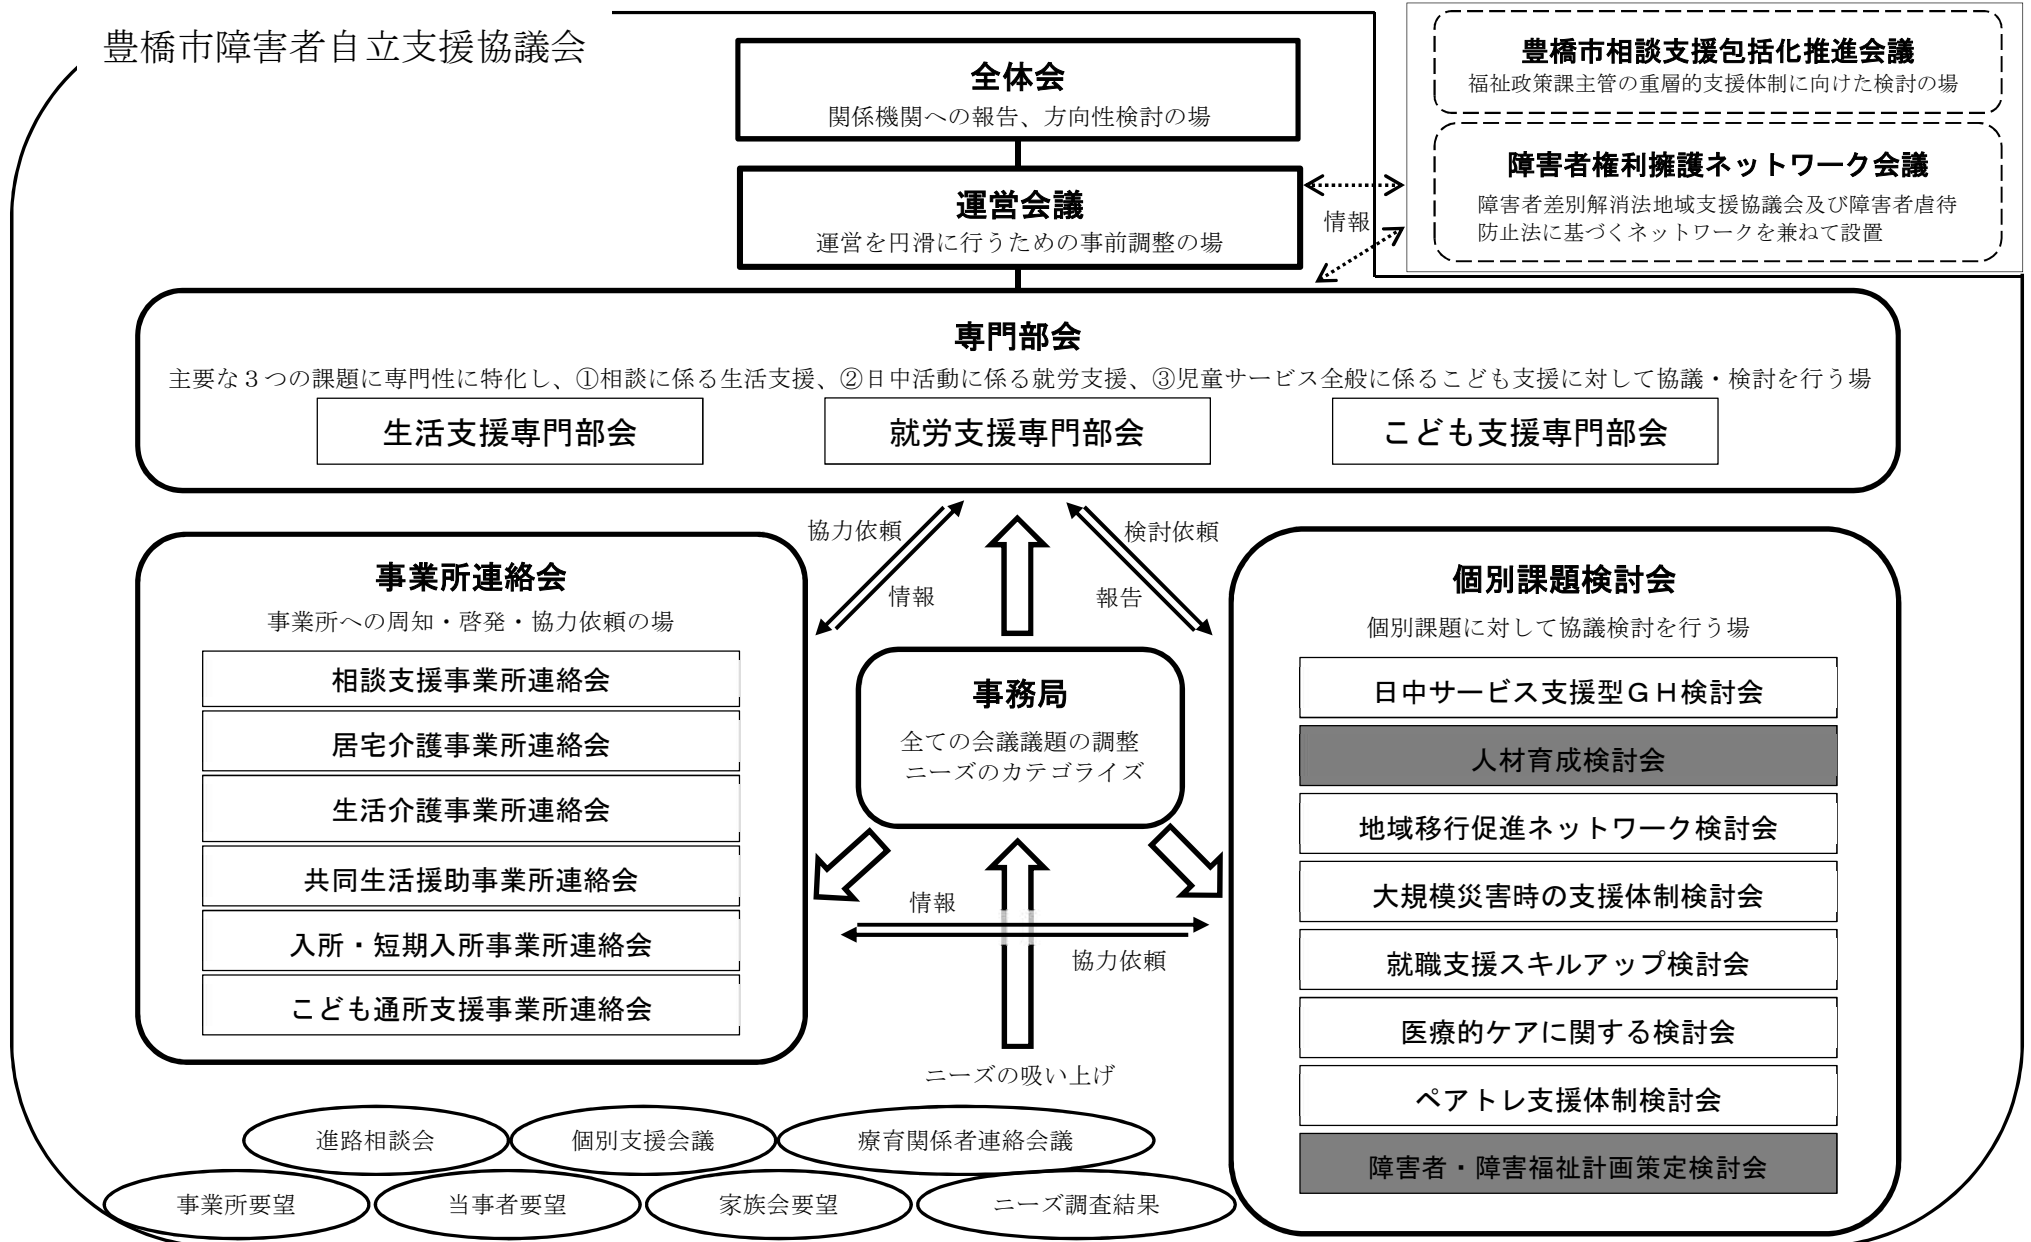 豊橋市障害者自立支援協議会
全体会
関係機関への報告、方向性検討の場
運営会議
運営を円滑に行うための事前調整の場
豊橋市相談支援包括化推進会議
福祉政策課主管の重層的支援体制に向けた検討の場
障害者権利擁護ネットワーク会議
障害者差別解消法地域支援協議会及び障害者虐待
防止法に基づくネットワークを兼ねて設置
情報
専門部会
主要な３つの課題に専門性に特化し、①相談に係る生活支援、②日中活動に係る就労支援、③児童サービス全般に係るこども支援に対して協議・検討を行う場
生活支援専門部会
就労支援専門部会
こども支援専門部会
協力依頼
情報
検討依頼
報告
事業所連絡会
事業所への周知・啓発・協力依頼の場
相談支援事業所連絡会
居宅介護事業所連絡会
生活介護事業所連絡会
共同生活援助事業所連絡会
入所・短期入所事業所連絡会
こども通所支援事業所連絡会
事務局
全ての会議議題の調整
ニーズのカテゴライズ
情報
協力依頼
ニーズの吸い上げ
個別課題検討会
個別課題に対して協議検討を行う場
日中サービス支援型ＧＨ検討会
人材育成検討会
地域移行促進ネットワーク検討会
大規模災害時の支援体制検討会
就職支援スキルアップ検討会
医療的ケアに関する検討会
ペアトレ支援体制検討会
障害者・障害福祉計画策定検討会
進路相談会
個別支援会議
療育関係者連絡会議
事業所要望
当事者要望
家族会要望
ニーズ調査結果